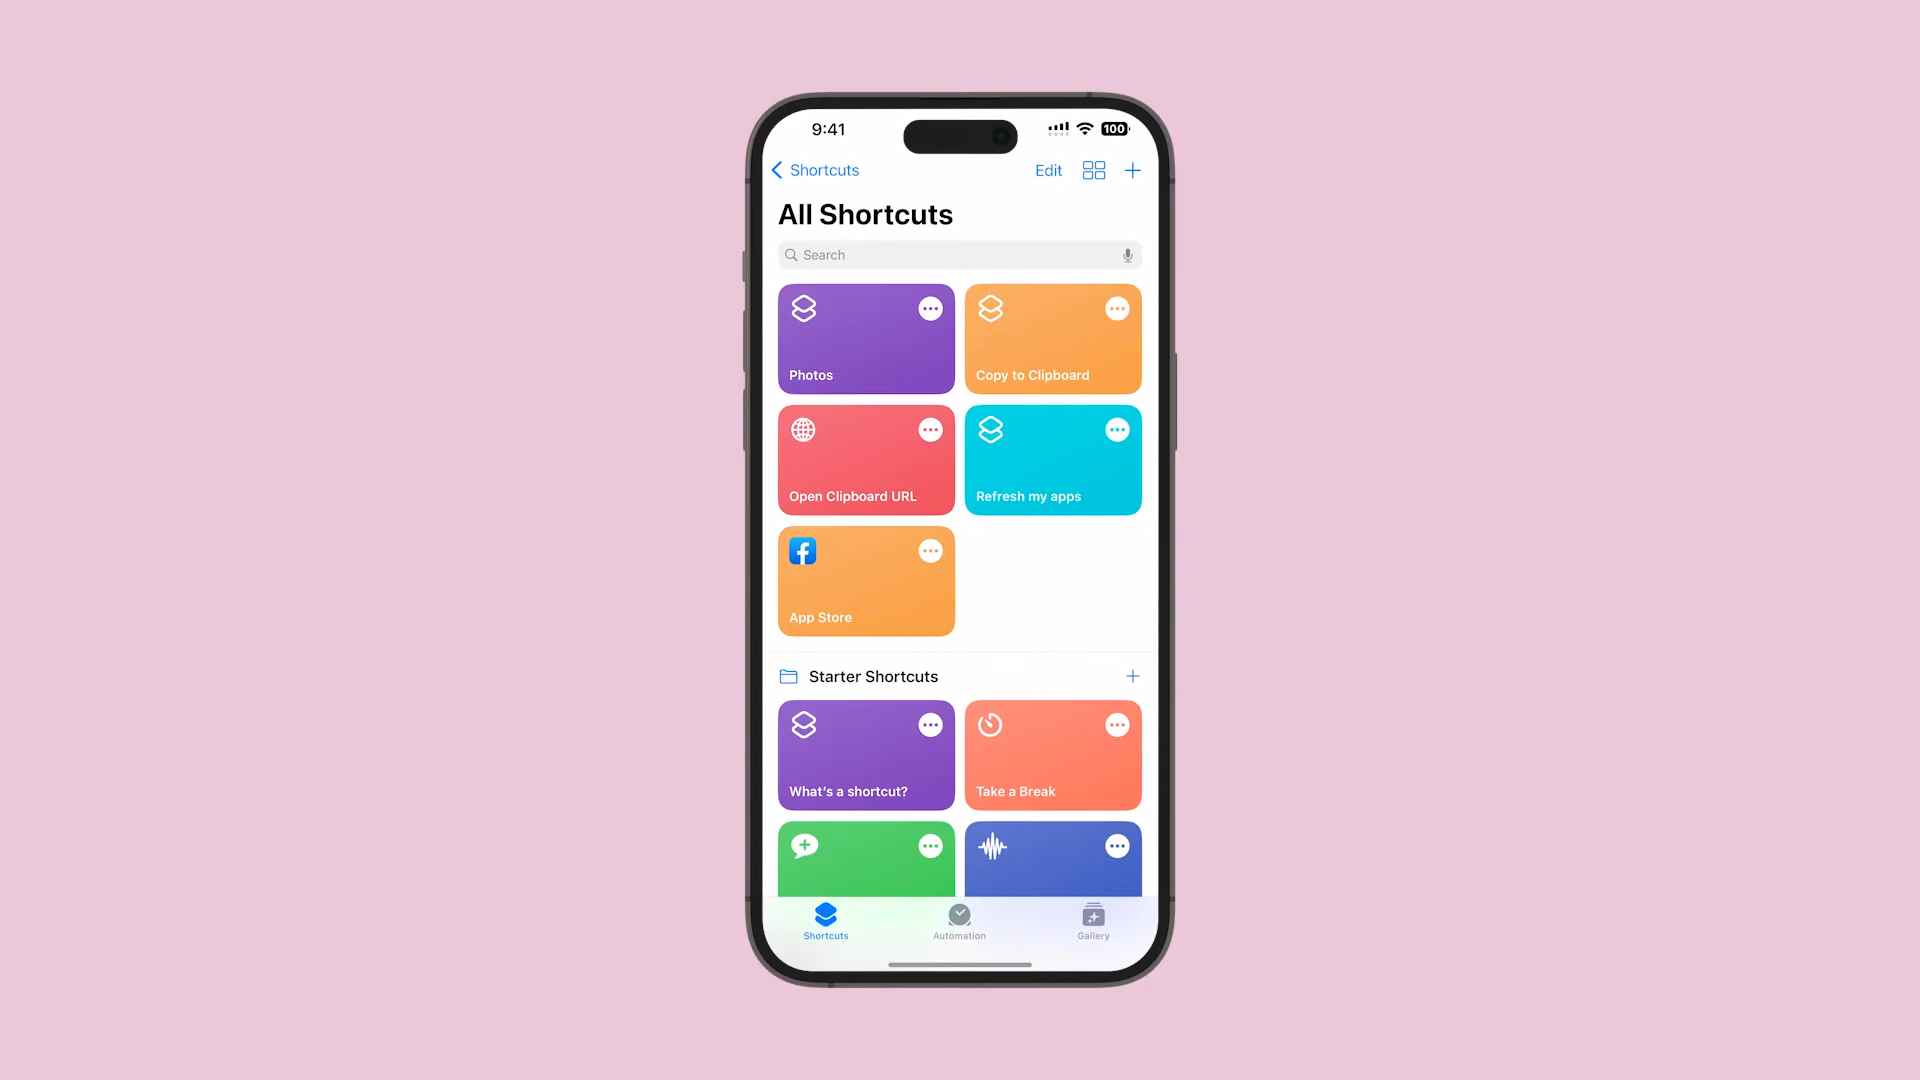 9:41
100
Shortcuts
Edit
All Shortcuts
Search
Photos
Copy to Clipboard
Open Clipboard URL
Refresh my apps
App Store
Starter Shortcuts
What's a shortcut?
Take a Break
Shortcuts
Automation
Gallery